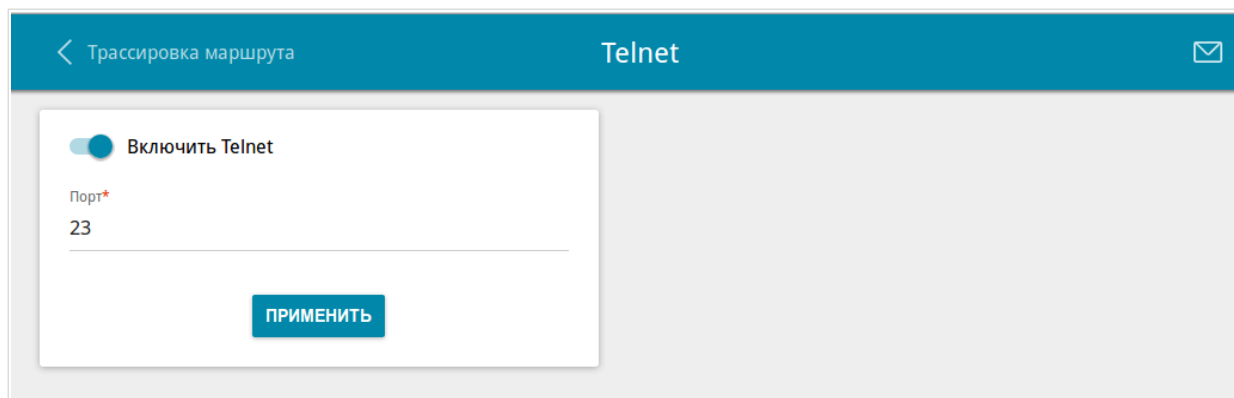 Трассировка маршрута
Telnet
Включить Telnet
Порт*
23
ПРИМЕНИТЬ